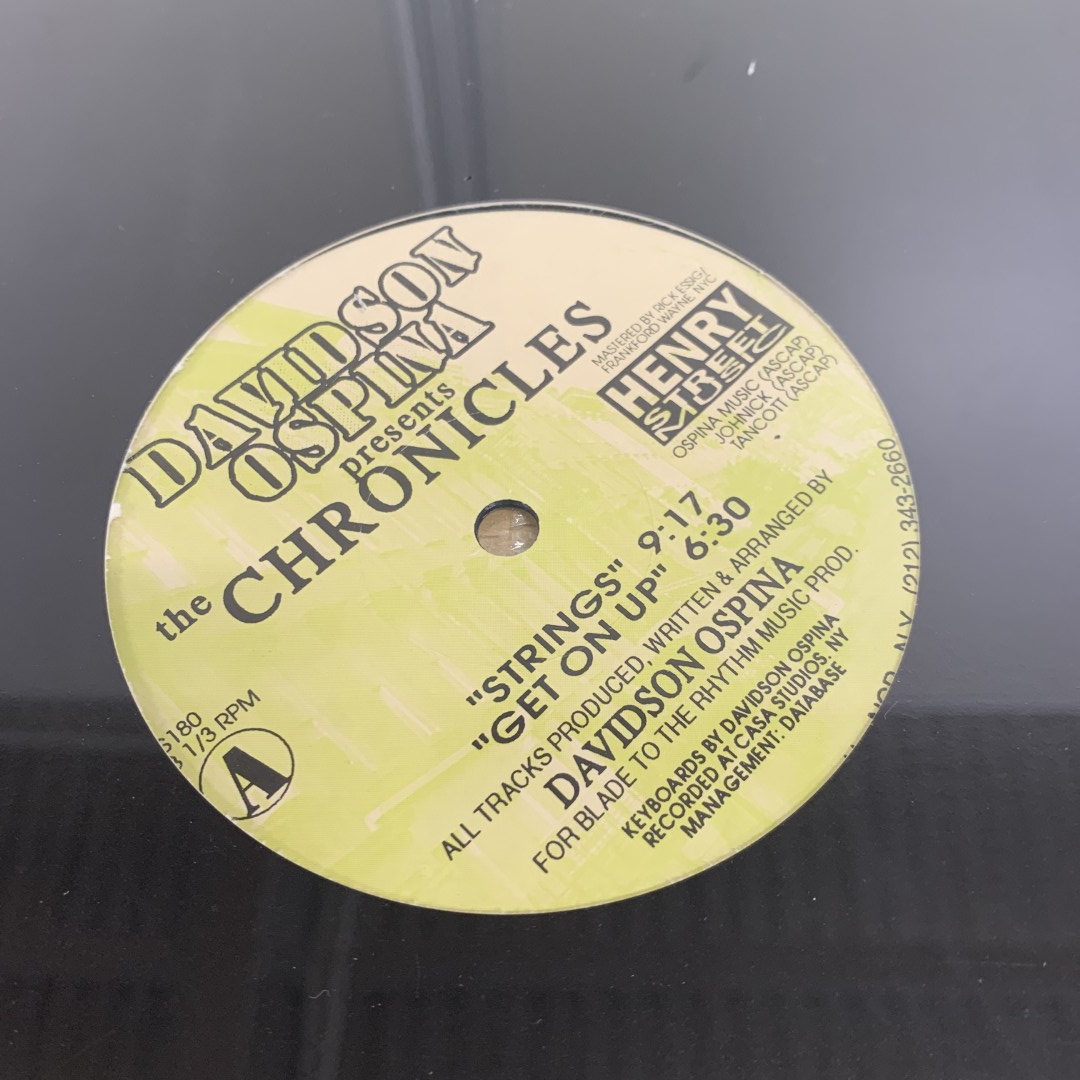 DAVIDSON
OSPINA
presents
the CHRONICLES
MASTERED BY RICK ESSIG/
FRANKFORD WAYNE, NYC
HENRY
STREET
MUSIC
OSPINA MUSIC (ASCAP)
JOHNICK (ASCAP)
TANCOTT (ASCAP)
"STRINGS" 9:17
"GET ON UP" 6:30
ALL TRACKS PRODUCED, WRITTEN & ARRANGED BY
DAVIDSON OSPINA
FOR BLADE TO THE RHYTHM MUSIC PROD.
KEYBOARDS BY DAVIDSON OSPINA
RECORDED AT CASA STUDIOS, NY
MANAGEMENT: DATABASE
S180
1/3 RPM
A
N.Y. (212) 343-2660